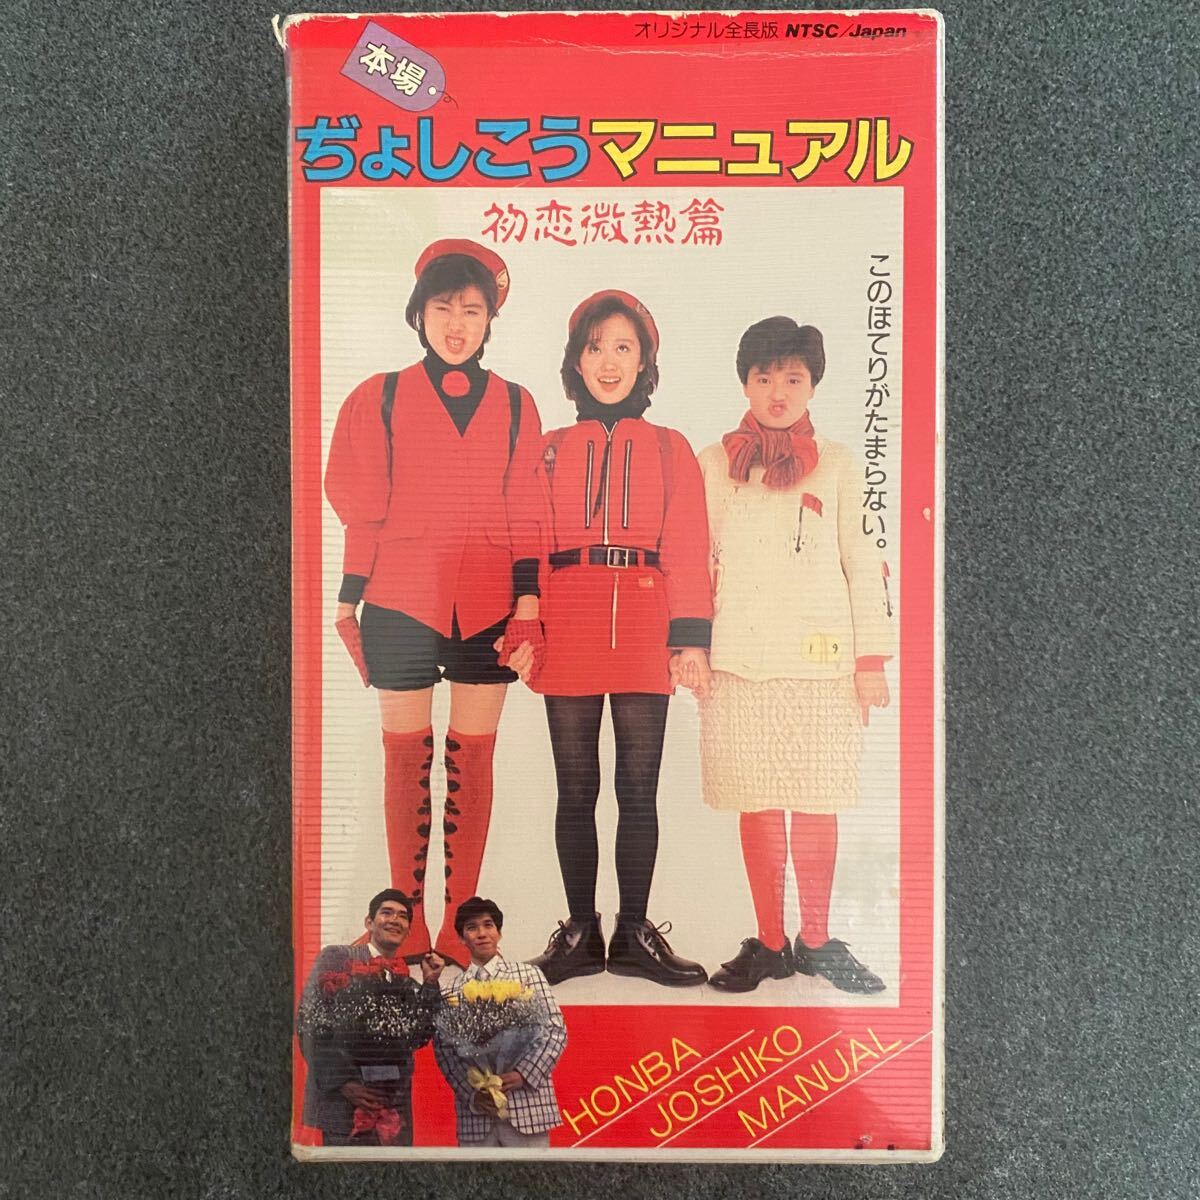 オリジナル全長版 NTSC/Japan
本場・
ぢょしこうマニュアル
初恋微熱篇
このほてりがたまらない。
1 9
HONBA
JOSHIKO
MANUAL